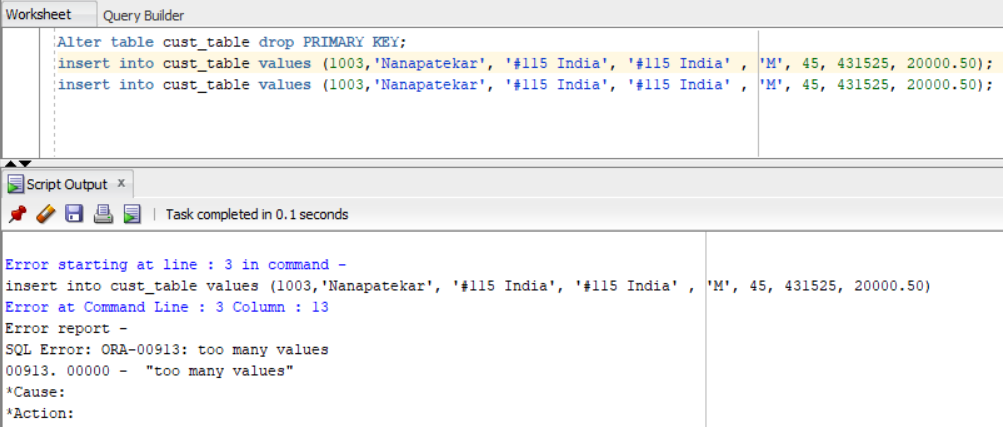 Worksheet Query Builder
Alter table cust_table drop PRIMARY KEY;
insert into cust_table values (1003,'Nanapatekar', '#115 India', '#115 India' , 'M', 45, 431525, 20000.50);
insert into cust_table values (1003,'Nanapatekar', '#115 India', '#115 India' , 'M', 45, 431525, 20000.50);
Script Output x
Task completed in 0.1 seconds
Error starting at line : 3 in command -
insert into cust_table values (1003,'Nanapatekar', '#115 India', '#115 India' , 'M', 45, 431525, 20000.50)
Error at Command Line : 3 Column : 13
Error report -
SQL Error: ORA-00913: too many values
00913. 00000 - "too many values"
*Cause:
*Action: